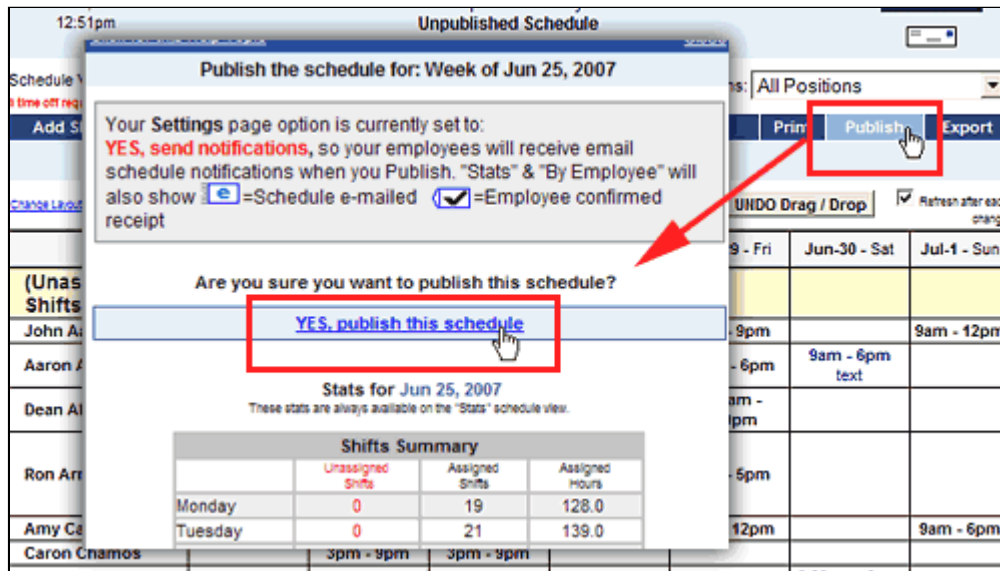 12:51pm
Unpublished Schedule
Publish the schedule for: Week of Jun 25, 2007
Schedule
ns: All Positions
time off req
Add S
Print
Publish
Export
Your Settings page option is currently set to:
YES, send notifications, so your employees will receive email
schedule notifications when you Publish. "Stats" & "By Employee" will
also show e =Schedule e-mailed =Employee confirmed
receipt
Change Layout
UNDO Drag / Drop
Refresh after eac
chang
9 - Fri
Jun-30 - Sat
Jul-1 - Sun
(Unas
Shifts
Are you sure you want to publish this schedule?
YES, publish this schedule
John A
- 9pm
9am - 12pm
Aaron A
- 6pm
9am - 6pm
text
Stats for Jun 25, 2007
These stats are always available on the "Stats" schedule view.
Dean Al
am -
pm
Shifts Summary
Unassigned
Shifts
Assigned
Shifts
Assigned
Hours
Ron Arr
- 5pm
Monday 0 19 128.0
Tuesday 0 21 139.0
Amy Ca
12pm
9am - 6pm
Caron Chamos
3pm - 9pm
3pm - 9pm